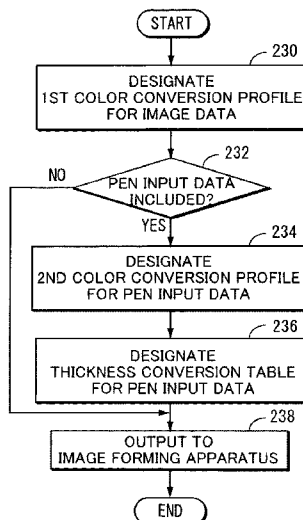 START
230
DESIGNATE
1ST COLOR CONVERSION PROFILE
FOR IMAGE DATA
232
NO
PEN INPUT DATA
INCLUDED?
YES
234
DESIGNATE
2ND COLOR CONVERSION PROFILE
FOR PEN INPUT DATA
236
DESIGNATE
THICKNESS CONVERSION TABLE
FOR PEN INPUT DATA
238
OUTPUT TO
IMAGE FORMING APPARATUS
END